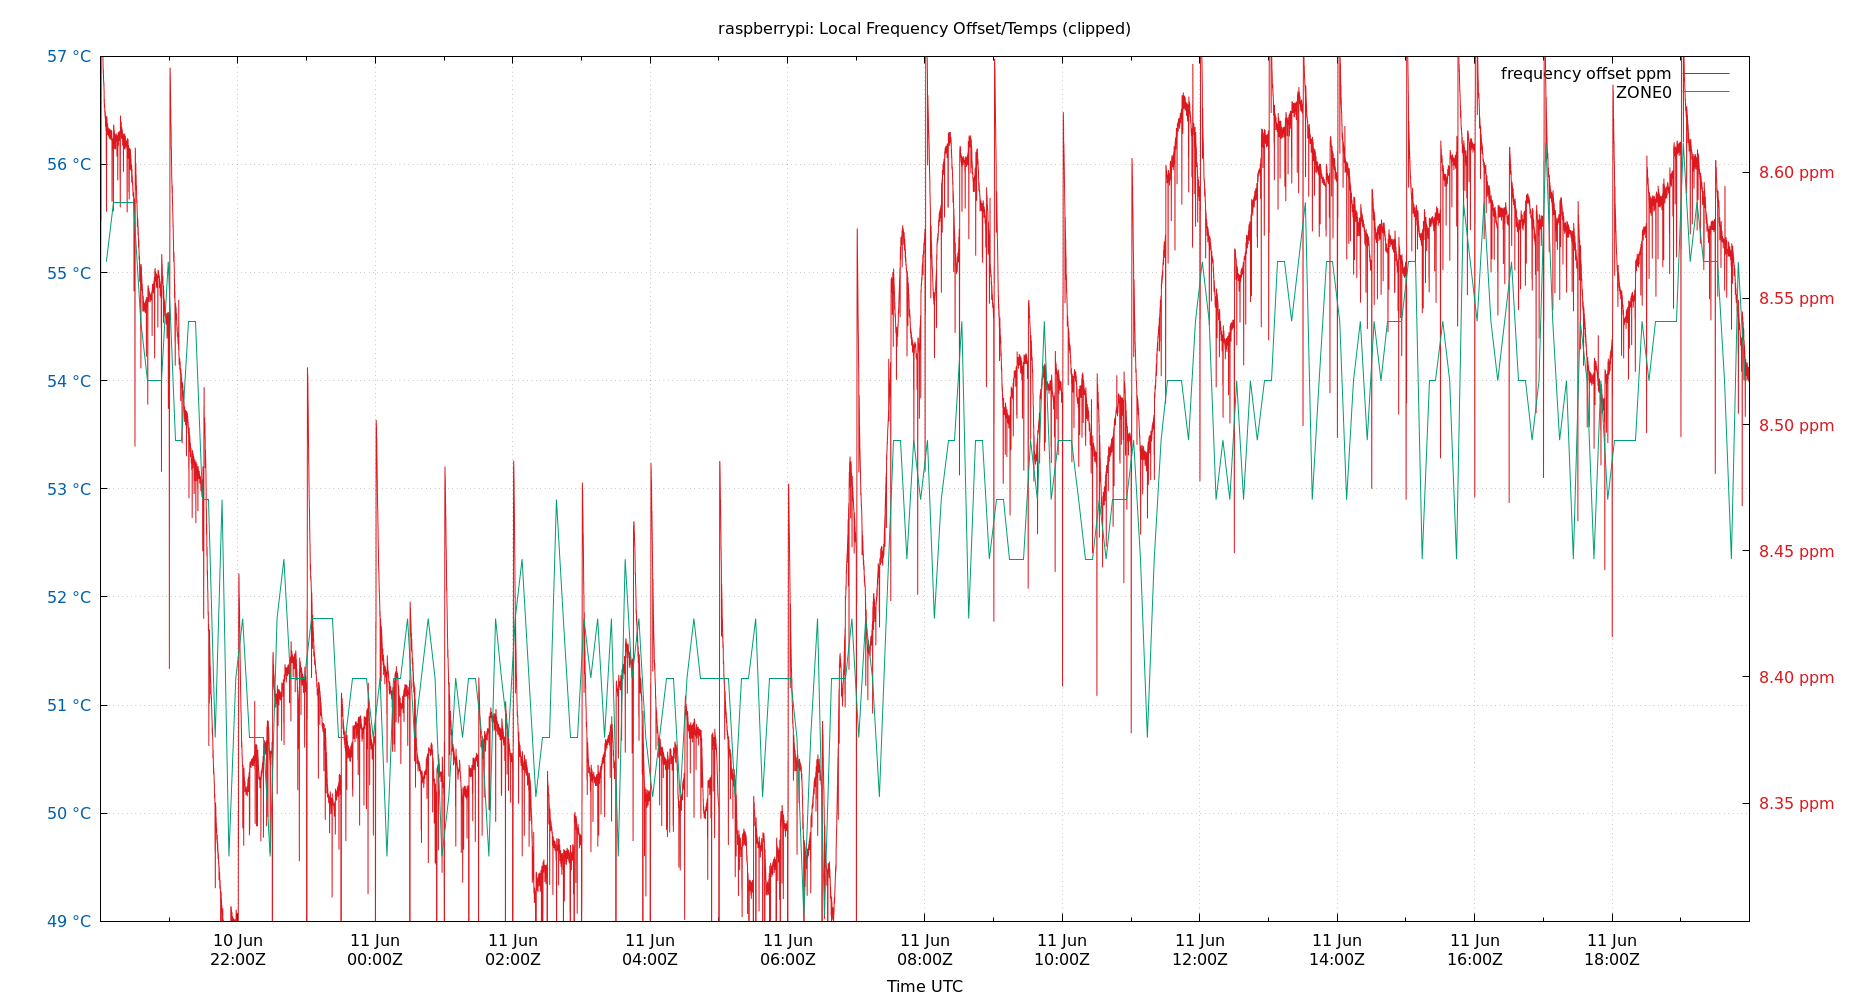 raspberrypi: Local Frequency Offset/Temps (clipped)
frequency offset ppm
ZONE0
57 °C
56 °C
55 °C
54 °C
53 °C
52 °C
51 °C
50 °C
49 °C
8.60 ppm
8.55 ppm
8.50 ppm
8.45 ppm
8.40 ppm
8.35 ppm
10 Jun 11 Jun 11 Jun 11 Jun 11 Jun 11 Jun 11 Jun 11 Jun 11 Jun 11 Jun 11 Jun
22:00Z 00:00Z 02:00Z 04:00Z 06:00Z 08:00Z 10:00Z 12:00Z 14:00Z 16:00Z 18:00Z
Time UTC